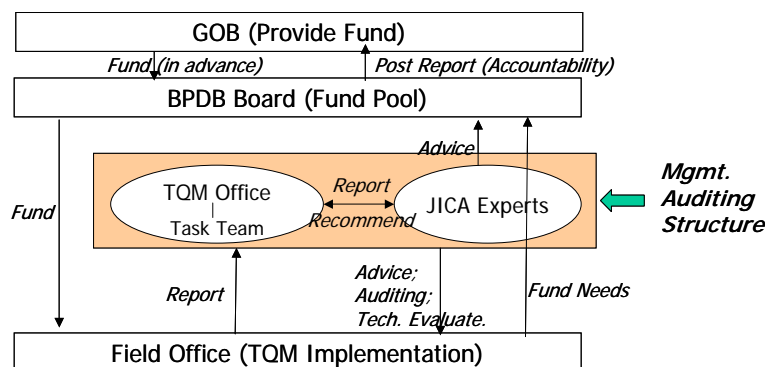 GOB (Provide Fund)
Fund (in advance)
Post Report (Accountability)
BPDB Board (Fund Pool)
Advice
Fund
TQM Office
Task Team
Report
Recommend
JICA Experts
Mgmt.
Auditing
Structure
Report
Advice;
Auditing;
Tech. Evaluate.
Fund Needs
Field Office (TQM Implementation)